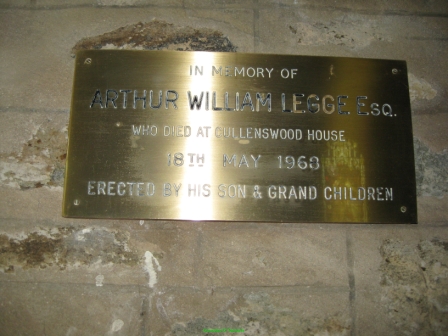 IN MEMORY OF
ARTHUR WILLIAM LEGGE ESQ.
WHO DIED AT CULLENSWOOD HOUSE
18TH MAY 1968
ERECTED BY HIS SON & GRAND CHILDREN